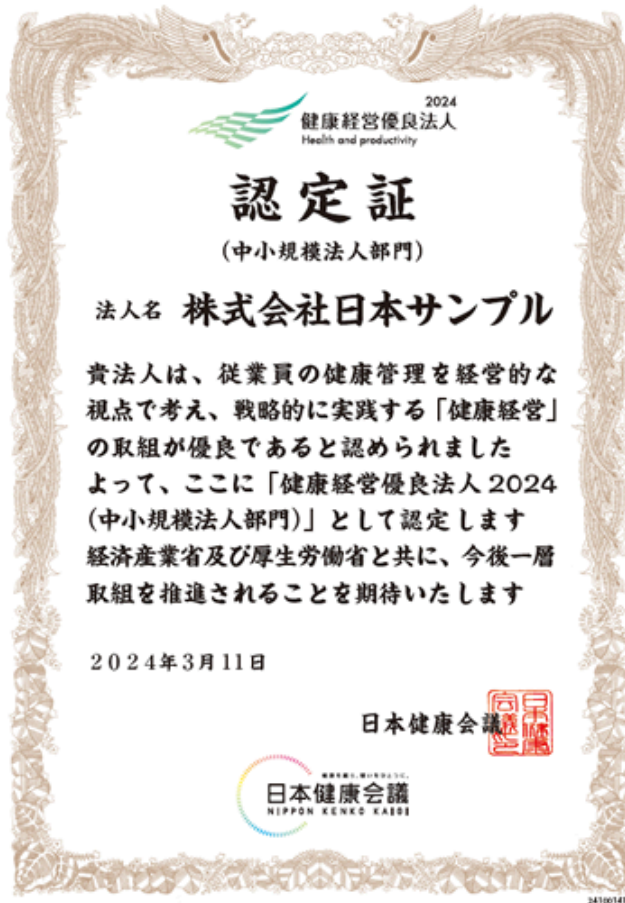 2024
健康経営優良法人
Health and productivity
認定証
(中小規模法人部門)
法人名 株式会社日本サンプル
貴法人は、従業員の健康管理を経営的な
視点で考え、戦略的に実践する「健康経営」
の取組が優良であると認められました
よって、ここに「健康経営優良法人2024
(中小規模法人部門)」として認定します
経済産業省及び厚生労働省と共に、今後一層
取組を推進されることを期待いたします
2024年3月11日
日本健康会議
日本健康会議
NIPPON KENKO KAIGI